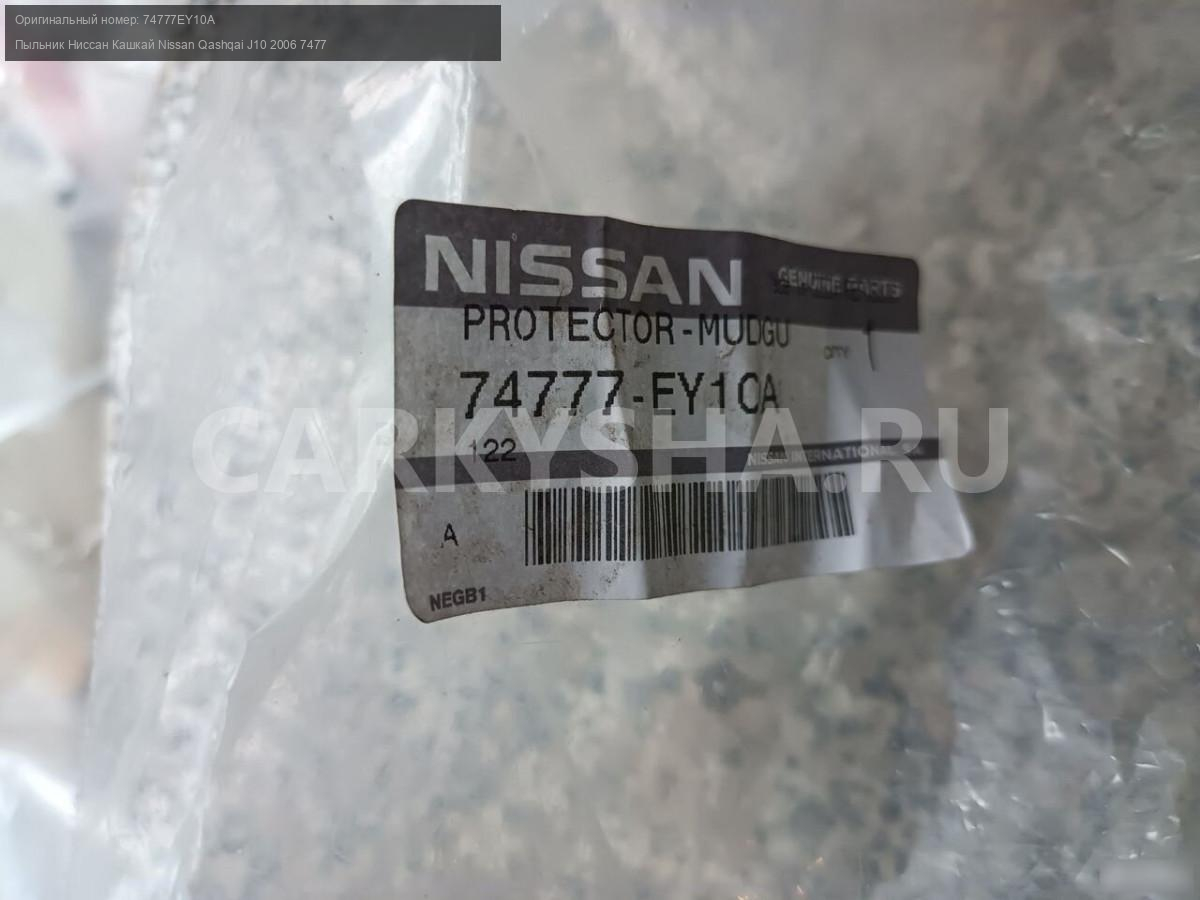 Оригинальный номер: 74777EY10A
Пыльник Ниссан Кашкай Nissan Qashqai J10 2006 7477
NISSAN GENUINE PARTS
PROTECTOR-MUDGU
QTY 1
74777-EY10A
122
NISSAN INTERNATIONAL
CARKYSHA.RU
A
NEGB1